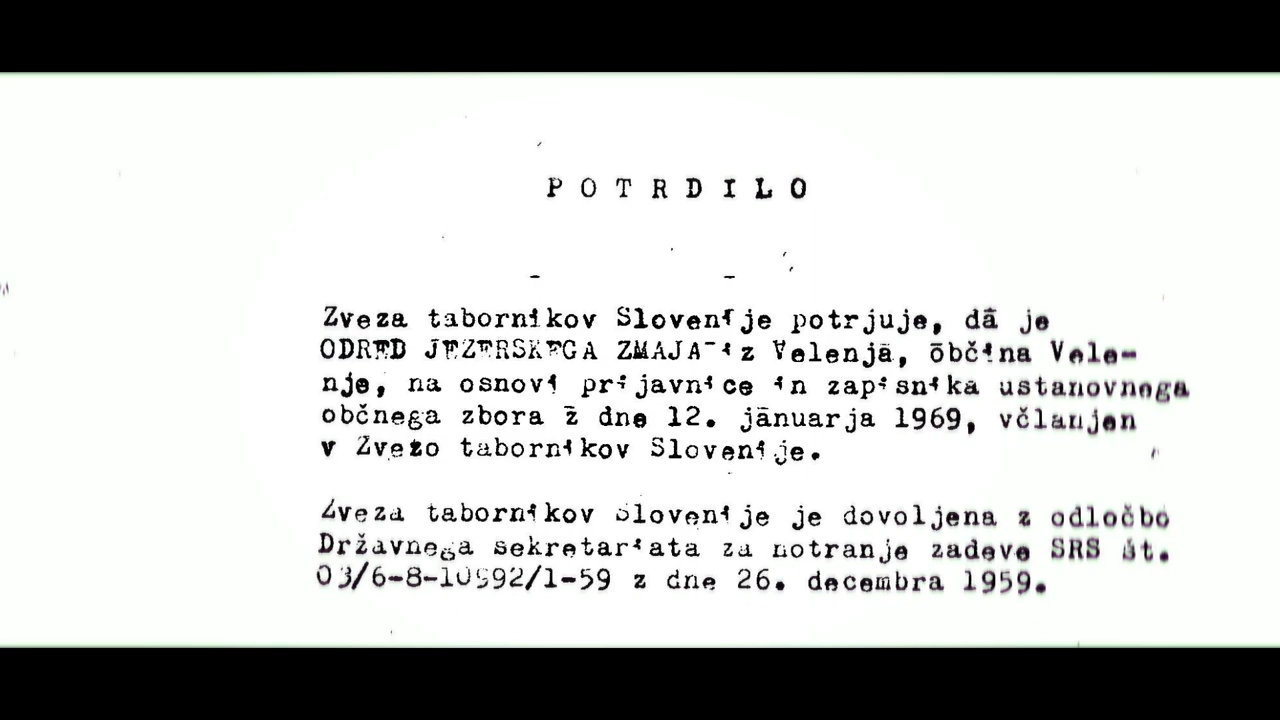 POTRDILO
Zveza tabornikov Slovenije potrjuje, da je
ODRED JEZERSKEGA ZMAJA iz Velenja, občina Vele-
nje, na osnovi prijavnice in zapisnika ustanovnega
občnega zbora z dne 12. januarja 1969, včlanjen
v Zvezo tabornikov Slovenije.
Zveza tabornikov Slovenije je dovoljena z odločbo
Državnega sekretariata za notranje zadeve SRS št.
03/6-8-10992/1-59 z dne 26. decembra 1959.